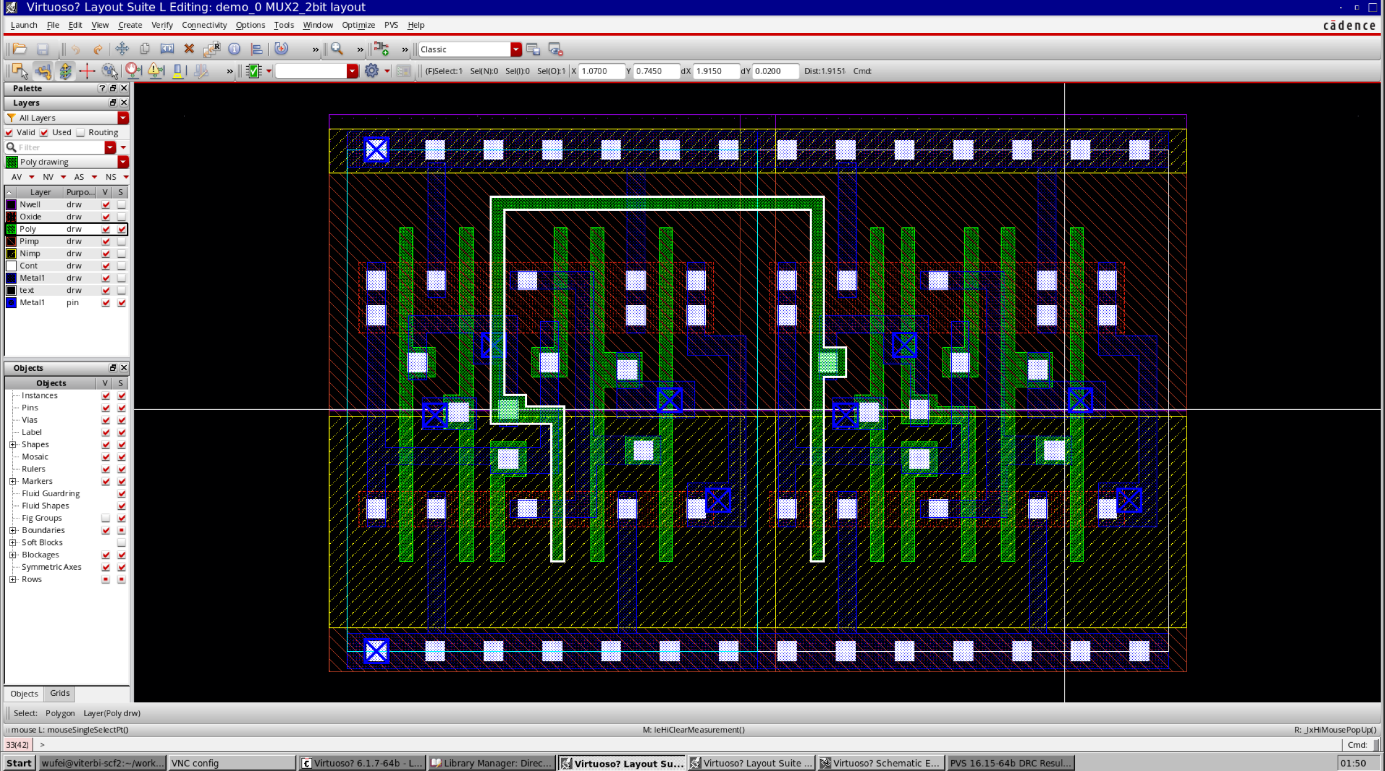 Virtuoso? Layout Suite L Editing: demo_0 MUX2_2bit layout
Launch File Edit View Create Verify Connectivity Options Tools Window Optimize PVS Help
cādence
» » » Classic
» (F)Select:1 Sel(N):0 Sel(I):0 Sel(O):1 X 1.0700 Y 0.7450 dX 1.9150 dY 0.0200 Dist:1.9151 Cmd:
Palette ?
Layers
All Layers
Valid Used Routing
Filter
Poly drawing
AV NV AS NS
Layer Purpo... V S
Nwell drw
Oxide drw
Poly drw
Pimp drw
Nimp drw
Cont drw
Metal1 drw
text drw
Metal1 pin
Objects
Objects V S
Instances
Pins
Vias
Label
Shapes
Mosaic
Rulers
Markers
Fluid Guardring
Fluid Shapes
Fig Groups
Boundaries
Soft Blocks
Blockages
Symmetric Axes
Rows
Objects Grids
Select: Polygon Layer(Poly drw)
mouse L: mouseSingleSelectPt() M: leHiClearMeasurement() R: _lxHiMousePopUp()
33(42) > Cmd:
Start wufei@viterbi-scf2:~/work... VNC config Virtuoso? 6.1.7-64b - L... Library Manager: Direc... Virtuoso? Layout Su... Virtuoso? Layout Suite ... Virtuoso? Schematic E... PVS 16.15-64b DRC Resul... 01:50